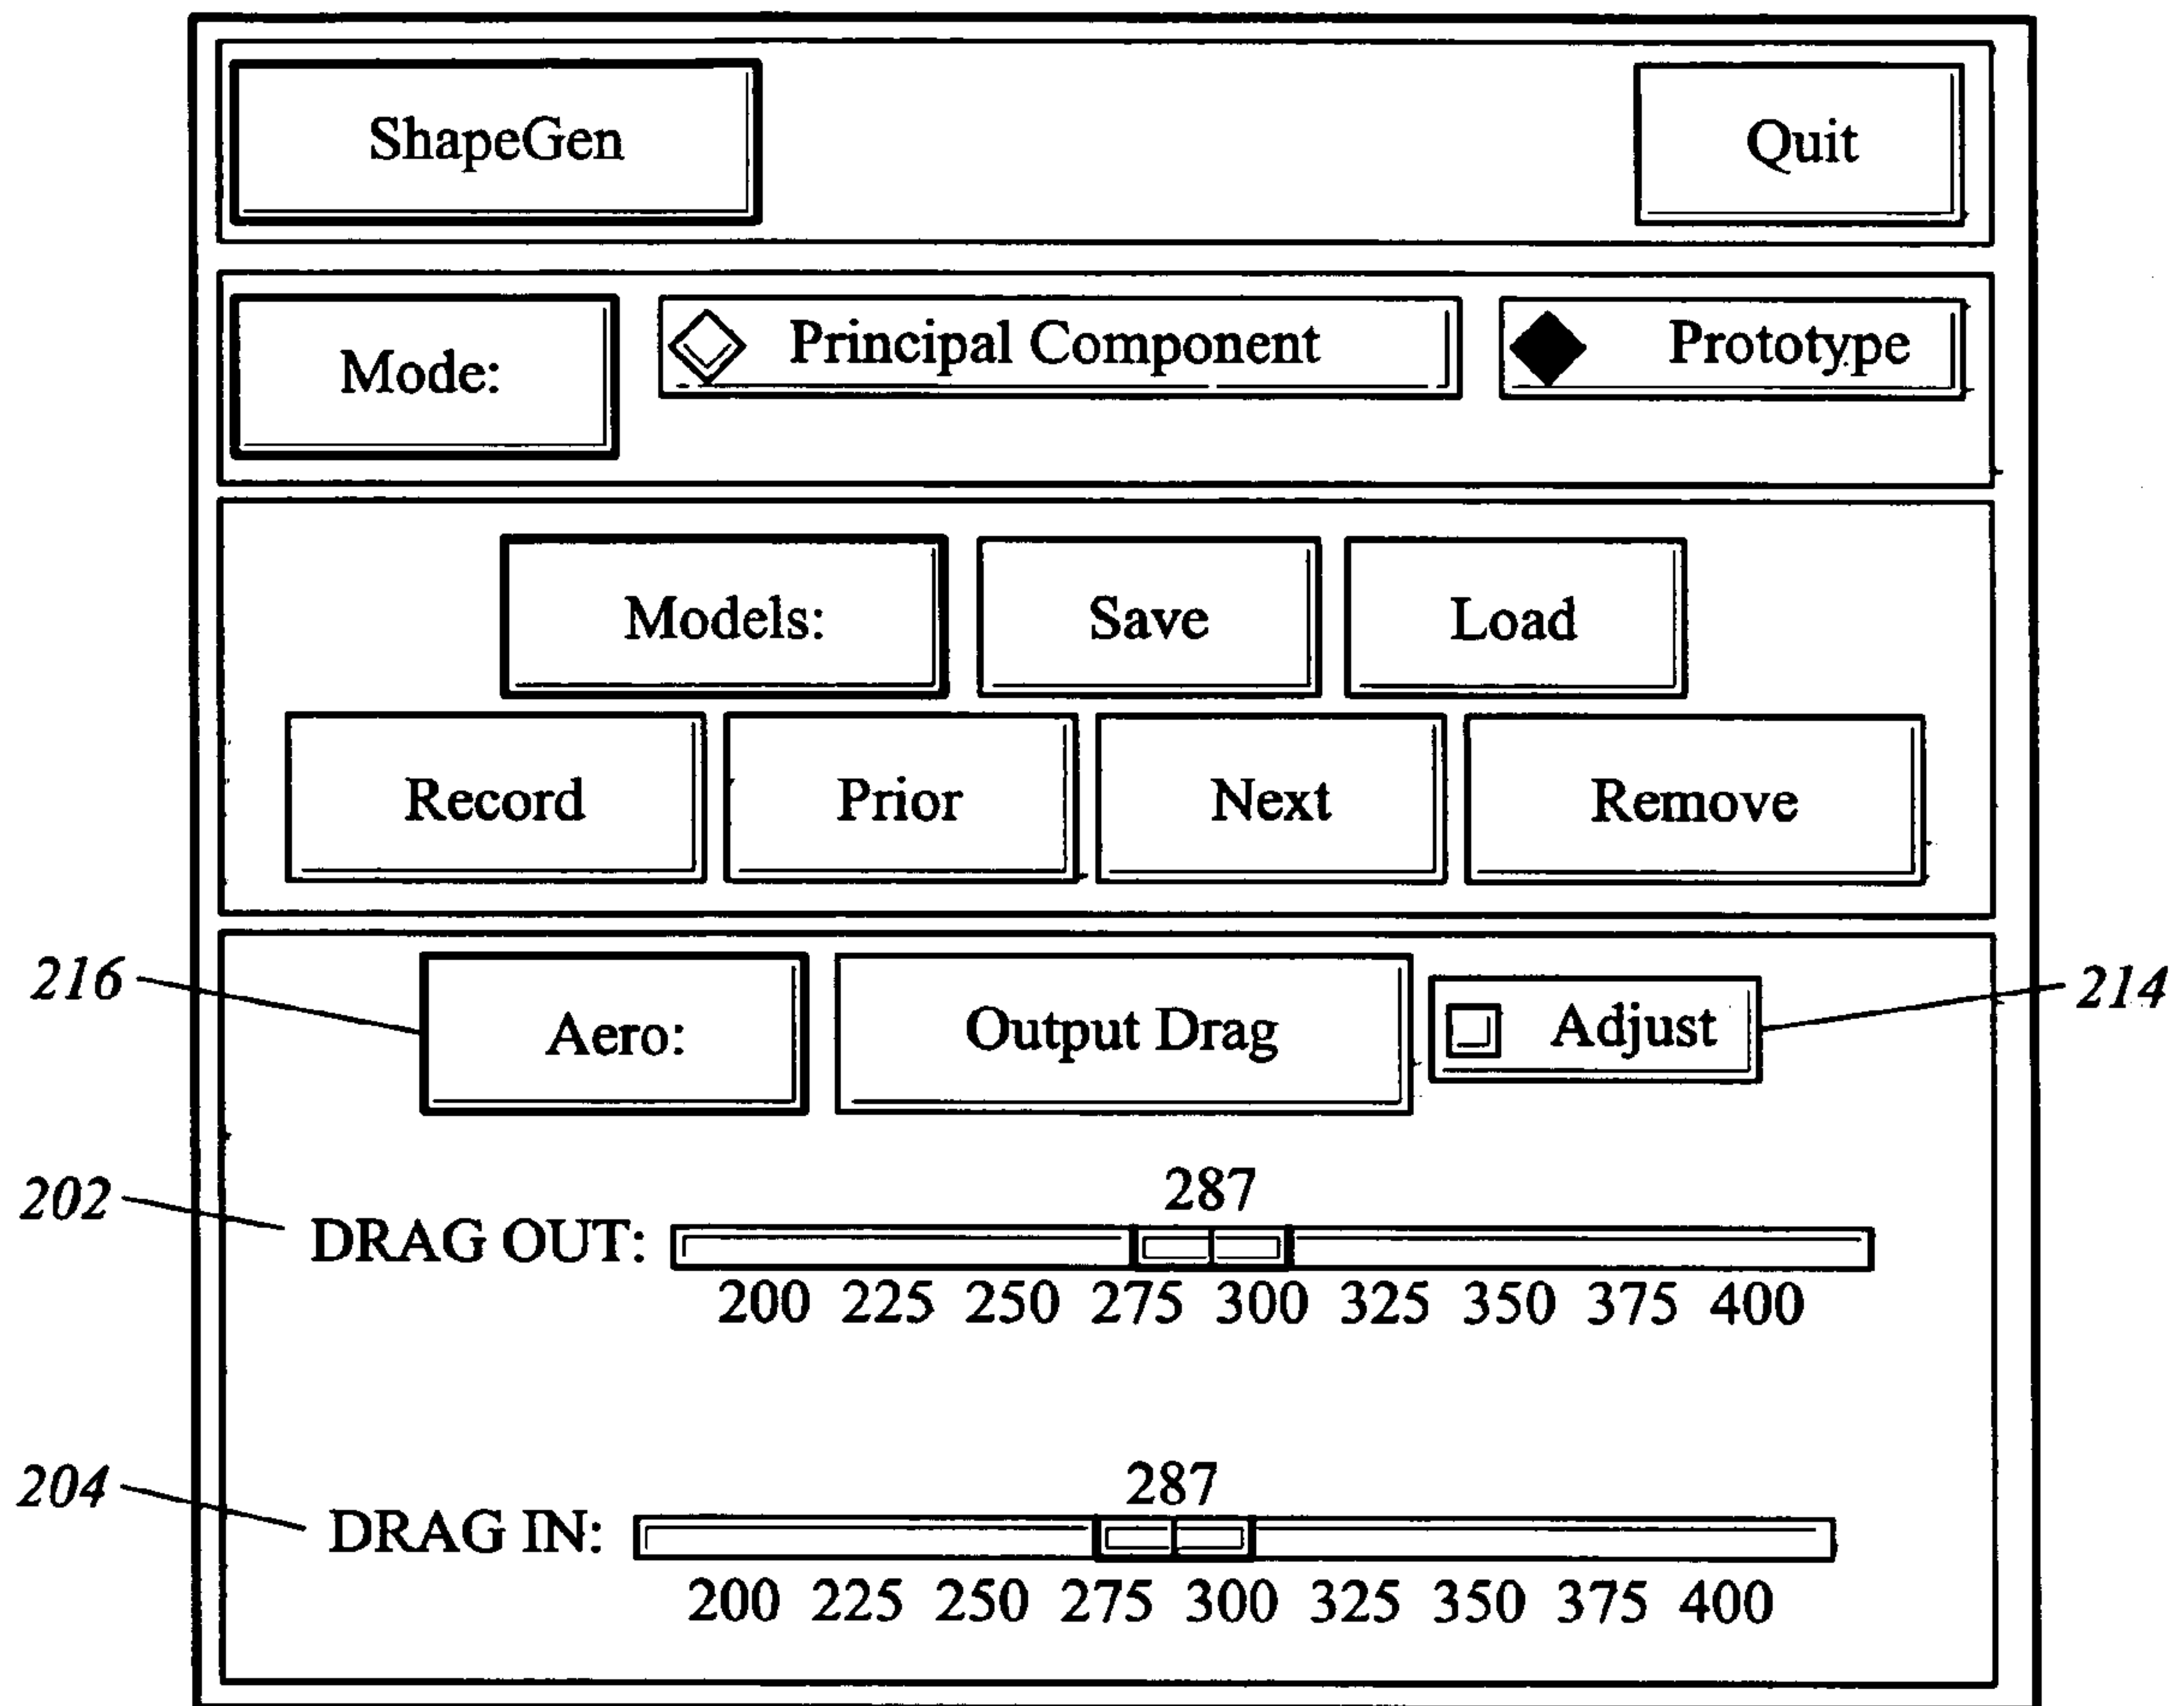 ShapeGen Quit
Mode: Principal Component Prototype
Models: Save Load
Record Prior Next Remove
216 Aero: Output Drag Adjust 214
287
202 DRAG OUT:
200 225 250 275 300 325 350 375 400
287
204 DRAG IN:
200 225 250 275 300 325 350 375 400